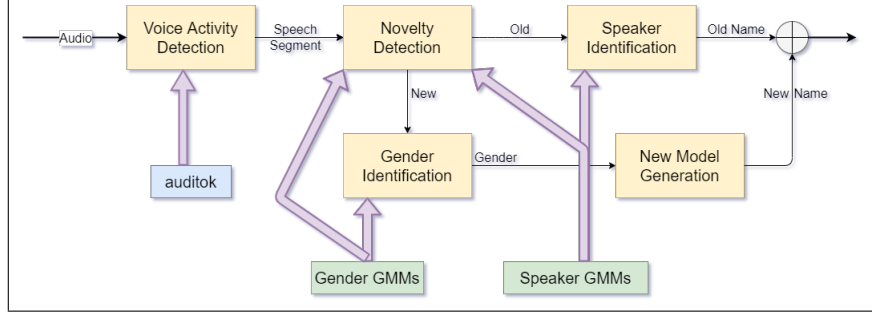 Audio
Voice Activity
Detection
Speech
Segment
Novelty
Detection
Old
Speaker
Identification
Old Name
New
New Name
Gender
Identification
Gender
New Model
Generation
auditok
Gender GMMs
Speaker GMMs